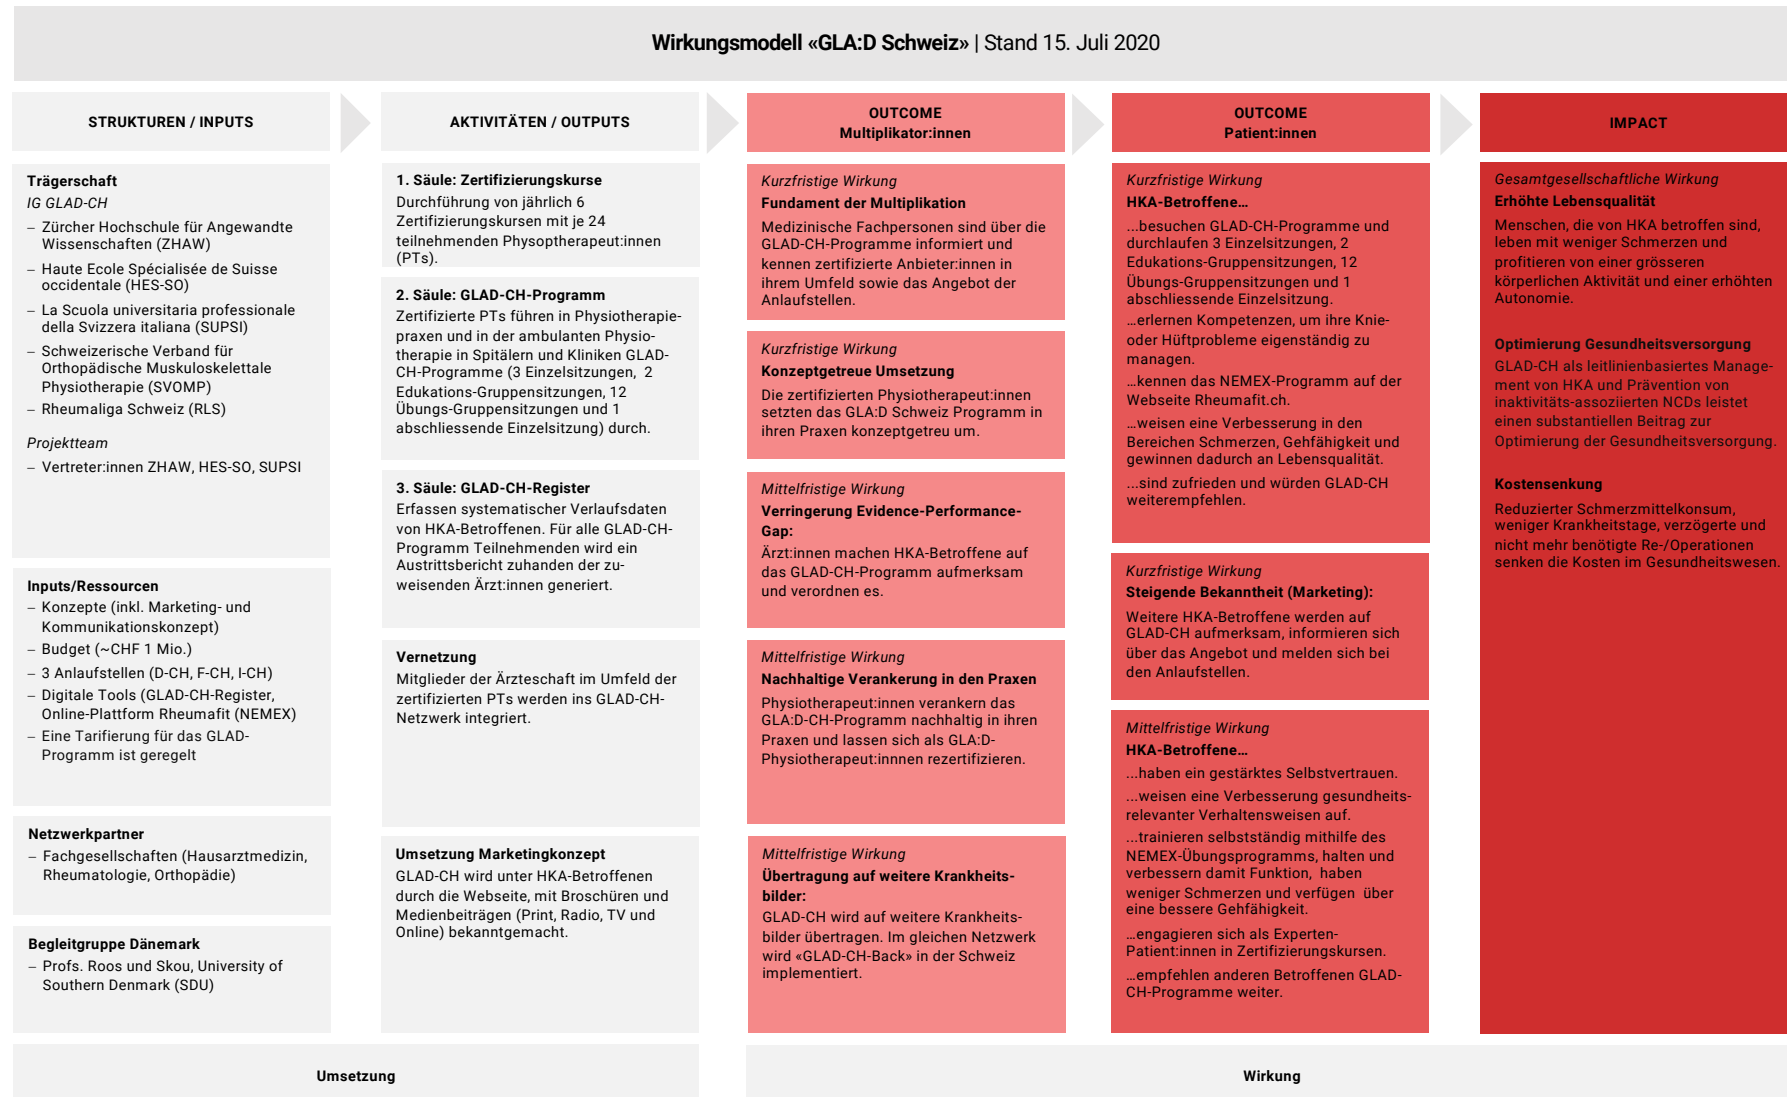 Wirkungsmodell «GLA:D Schweiz» | Stand 15. Juli 2020
STRUKTUREN / INPUTS
Trägerschaft
IG GLAD-CH
– Zürcher Hochschule für Angewandte
Wissenschaften (ZHAW)
– Haute Ecole Spécialisée de Suisse
occidentale (HES-SO)
– La Scuola universitaria professionale
della Svizzera italiana (SUPSI)
– Schweizerische Verband für
Orthopädische Muskuloskelettale
Physiotherapie (SVOMP)
– Rheumaliga Schweiz (RLS)
Projektteam
– Vertreter:innen ZHAW, HES-SO, SUPSI
Inputs/Ressourcen
– Konzepte (inkl. Marketing- und
Kommunikationskonzept)
– Budget (~CHF 1 Mio.)
– 3 Anlaufstellen (D-CH, F-CH, I-CH)
– Digitale Tools (GLAD-CH-Register,
Online-Plattform Rheumafit (NEMEX)
– Eine Tarifierung für das GLAD-
Programm ist geregelt
Netzwerkpartner
– Fachgesellschaften (Hausarztmedizin,
Rheumatologie, Orthopädie)
Begleitgruppe Dänemark
– Profs. Roos und Skou, University of
Southern Denmark (SDU)
AKTIVITÄTEN / OUTPUTS
1. Säule: Zertifizierungskurse
Durchführung von jährlich 6
Zertifizierungskursen mit je 24
teilnehmenden Physoptherapeut:innen
(PTs).
2. Säule: GLAD-CH-Programm
Zertifizierte PTs führen in Physiotherapie-
praxen und in der ambulanten Physio-
therapie in Spitälern und Kliniken GLAD-
CH-Programme (3 Einzelsitzungen, 2
Edukations-Gruppensitzungen, 12
Übungs-Gruppensitzungen und 1
abschliessende Einzelsitzung) durch.
3. Säule: GLAD-CH-Register
Erfassen systematischer Verlaufsdaten
von HKA-Betroffenen. Für alle GLAD-CH-
Programm Teilnehmenden wird ein
Austrittsbericht zuhanden der zu-
weisenden Ärzt:innen generiert.
Vernetzung
Mitglieder der Ärzteschaft im Umfeld der
zertifizierten PTs werden ins GLAD-CH-
Netzwerk integriert.
Umsetzung Marketingkonzept
GLAD-CH wird unter HKA-Betroffenen
durch die Webseite, mit Broschüren und
Medienbeiträgen (Print, Radio, TV und
Online) bekanntgemacht.
OUTCOME
Multiplikator:innen
Kurzfristige Wirkung
Fundament der Multiplikation
Medizinische Fachpersonen sind über die
GLAD-CH-Programme informiert und
kennen zertifizierte Anbieter:innen in
ihrem Umfeld sowie das Angebot der
Anlaufstellen.
Kurzfristige Wirkung
Konzeptgetreue Umsetzung
Die zertifizierten Physiotherapeut:innen
setzten das GLA:D Schweiz Programm in
ihren Praxen konzeptgetreu um.
Mittelfristige Wirkung
Verringerung Evidence-Performance-
Gap:
Ärzt:innen machen HKA-Betroffene auf
das GLAD-CH-Programm aufmerksam
und verordnen es.
Mittelfristige Wirkung
Nachhaltige Verankerung in den Praxen
Physiotherapeut:innen verankern das
GLA:D-CH-Programm nachhaltig in ihren
Praxen und lassen sich als GLA:D-
Physiotherapeut:innnen rezertifizieren.
Mittelfristige Wirkung
Übertragung auf weitere Krankheits-
bilder:
GLAD-CH wird auf weitere Krankheits-
bilder übertragen. Im gleichen Netzwerk
wird «GLAD-CH-Back» in der Schweiz
implementiert.
OUTCOME
Patient:innen
Kurzfristige Wirkung
HKA-Betroffene...
...besuchen GLAD-CH-Programme und
durchlaufen 3 Einzelsitzungen, 2
Edukations-Gruppensitzungen, 12
Übungs-Gruppensitzungen und 1
abschliessende Einzelsitzung.
...erlernen Kompetenzen, um ihre Knie-
oder Hüftprobleme eigenständig zu
managen.
...kennen das NEMEX-Programm auf der
Webseite Rheumafit.ch.
...weisen eine Verbesserung in den
Bereichen Schmerzen, Gehfähigkeit und
gewinnen dadurch an Lebensqualität.
...sind zufrieden und würden GLAD-CH
weiterempfehlen.
Kurzfristige Wirkung
Steigende Bekanntheit (Marketing):
Weitere HKA-Betroffene werden auf
GLAD-CH aufmerksam, informieren sich
über das Angebot und melden sich bei
den Anlaufstellen.
Mittelfristige Wirkung
HKA-Betroffene...
...haben ein gestärktes Selbstvertrauen.
...weisen eine Verbesserung gesundheits-
relevanter Verhaltensweisen auf.
...trainieren selbstständig mithilfe des
NEMEX-Übungsprogramms, halten und
verbessern damit Funktion, haben
weniger Schmerzen und verfügen über
eine bessere Gehfähigkeit.
...engagieren sich als Experten-
Patient:innen in Zertifizierungskursen.
...empfehlen anderen Betroffenen GLAD-
CH-Programme weiter.
IMPACT
Gesamtgesellschaftliche Wirkung
Erhöhte Lebensqualität
Menschen, die von HKA betroffen sind,
leben mit weniger Schmerzen und
profitieren von einer grösseren
körperlichen Aktivität und einer erhöhten
Autonomie.
Optimierung Gesundheitsversorgung
GLAD-CH als leitlinienbasiertes Manage-
ment von HKA und Prävention von
inaktivitäts-assoziierten NCDs leistet
einen substantiellen Beitrag zur
Optimierung der Gesundheitsversorgung.
Kostensenkung
Reduzierter Schmerzmittelkonsum,
weniger Krankheitstage, verzögerte und
nicht mehr benötigte Re-/Operationen
senken die Kosten im Gesundheitswesen.
Umsetzung
Wirkung